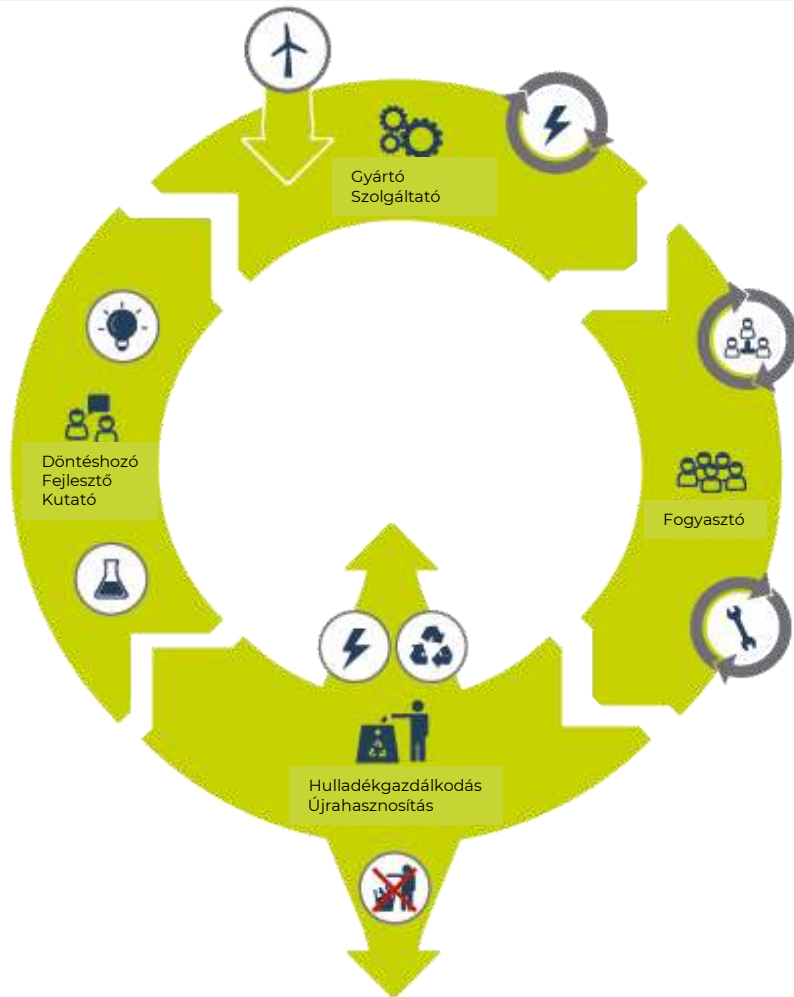 Gyártó
Szolgáltató
Döntéshozó
Fejlesztő
Kutató
Fogyasztó
Hulladékgazdálkodás
Újrahasznosítás